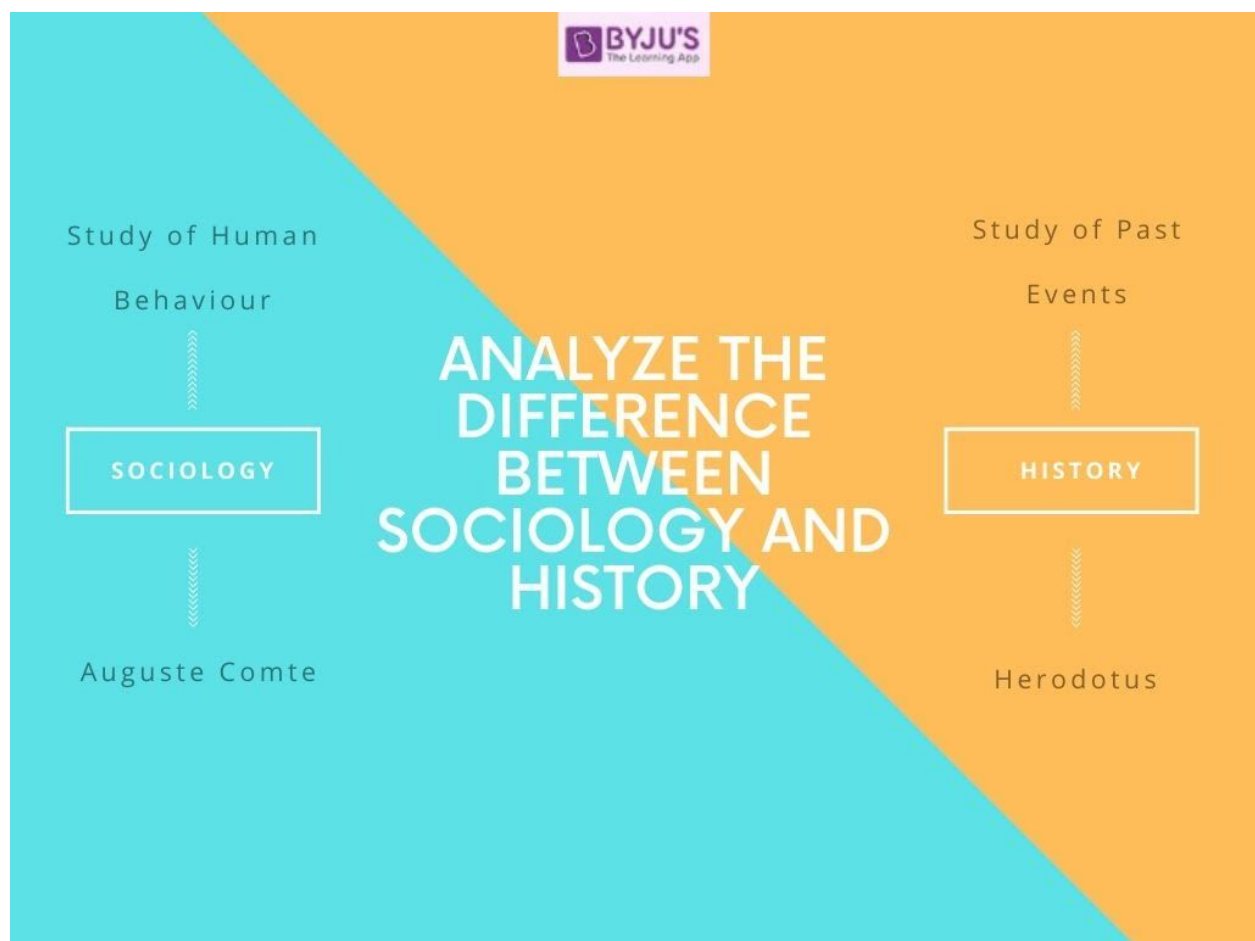 BYJU'S
The Learning App
Study of Human
Behaviour
SOCIOLOGY
Auguste Comte
ANALYZE THE
DIFFERENCE
BETWEEN
SOCIOLOGY AND
HISTORY
Study of Past
Events
HISTORY
Herodotus